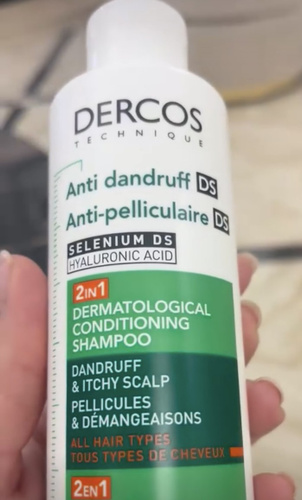 DERCOS
TECHNIQUE
Anti dandruff DS
Anti-pelliculaire DS
SELENIUM DS
HYALURONIC ACID
2IN1
DERMATOLOGICAL
CONDITIONING
SHAMPOO
DANDRUFF
& ITCHY SCALP
PELLICULES
& DÉMANGEAISONS
ALL HAIR TYPES
TOUS TYPES DE CHEVEUX
2EN1